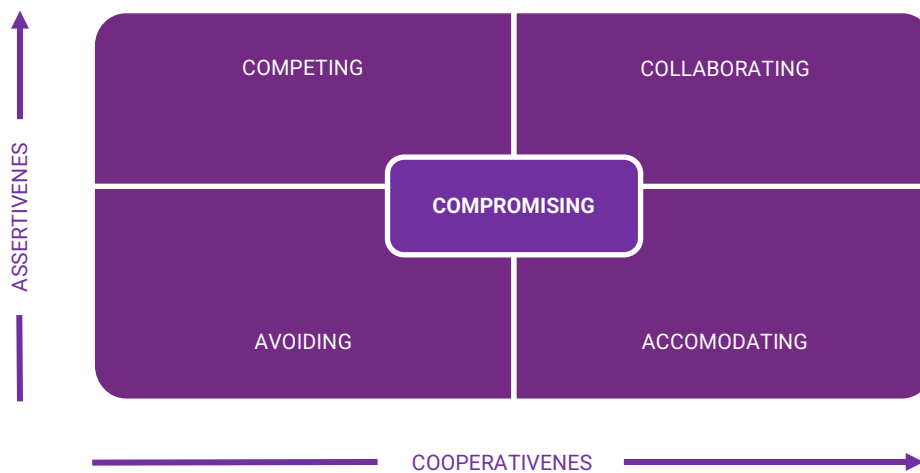 COMPETING
COLLABORATING
ASSERTIVENES
COMPROMISING
AVOIDING
ACCOMODATING
COOPERATIVENES